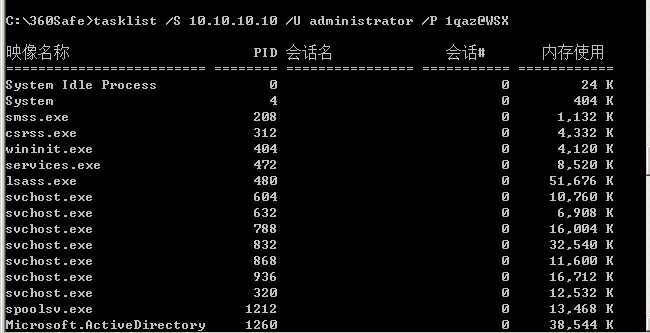 C:\360Safe>tasklist /S 10.10.10.10 /U administrator /P 1qaz@WSX
映像名称 PID 会话名 会话# 内存使用
========================= ======== ================ =========== ============
System Idle Process 0 0 24 K
System 4 0 404 K
smss.exe 208 0 1,132 K
csrss.exe 312 0 4,332 K
wininit.exe 404 0 4,120 K
services.exe 472 0 8,520 K
lsass.exe 480 0 51,676 K
svchost.exe 604 0 10,760 K
svchost.exe 632 0 6,908 K
svchost.exe 788 0 16,004 K
svchost.exe 832 0 32,540 K
svchost.exe 868 0 11,600 K
svchost.exe 936 0 16,712 K
svchost.exe 320 0 12,532 K
spoolsv.exe 1212 0 13,468 K
Microsoft.ActiveDirectory 1260 0 38,544 K